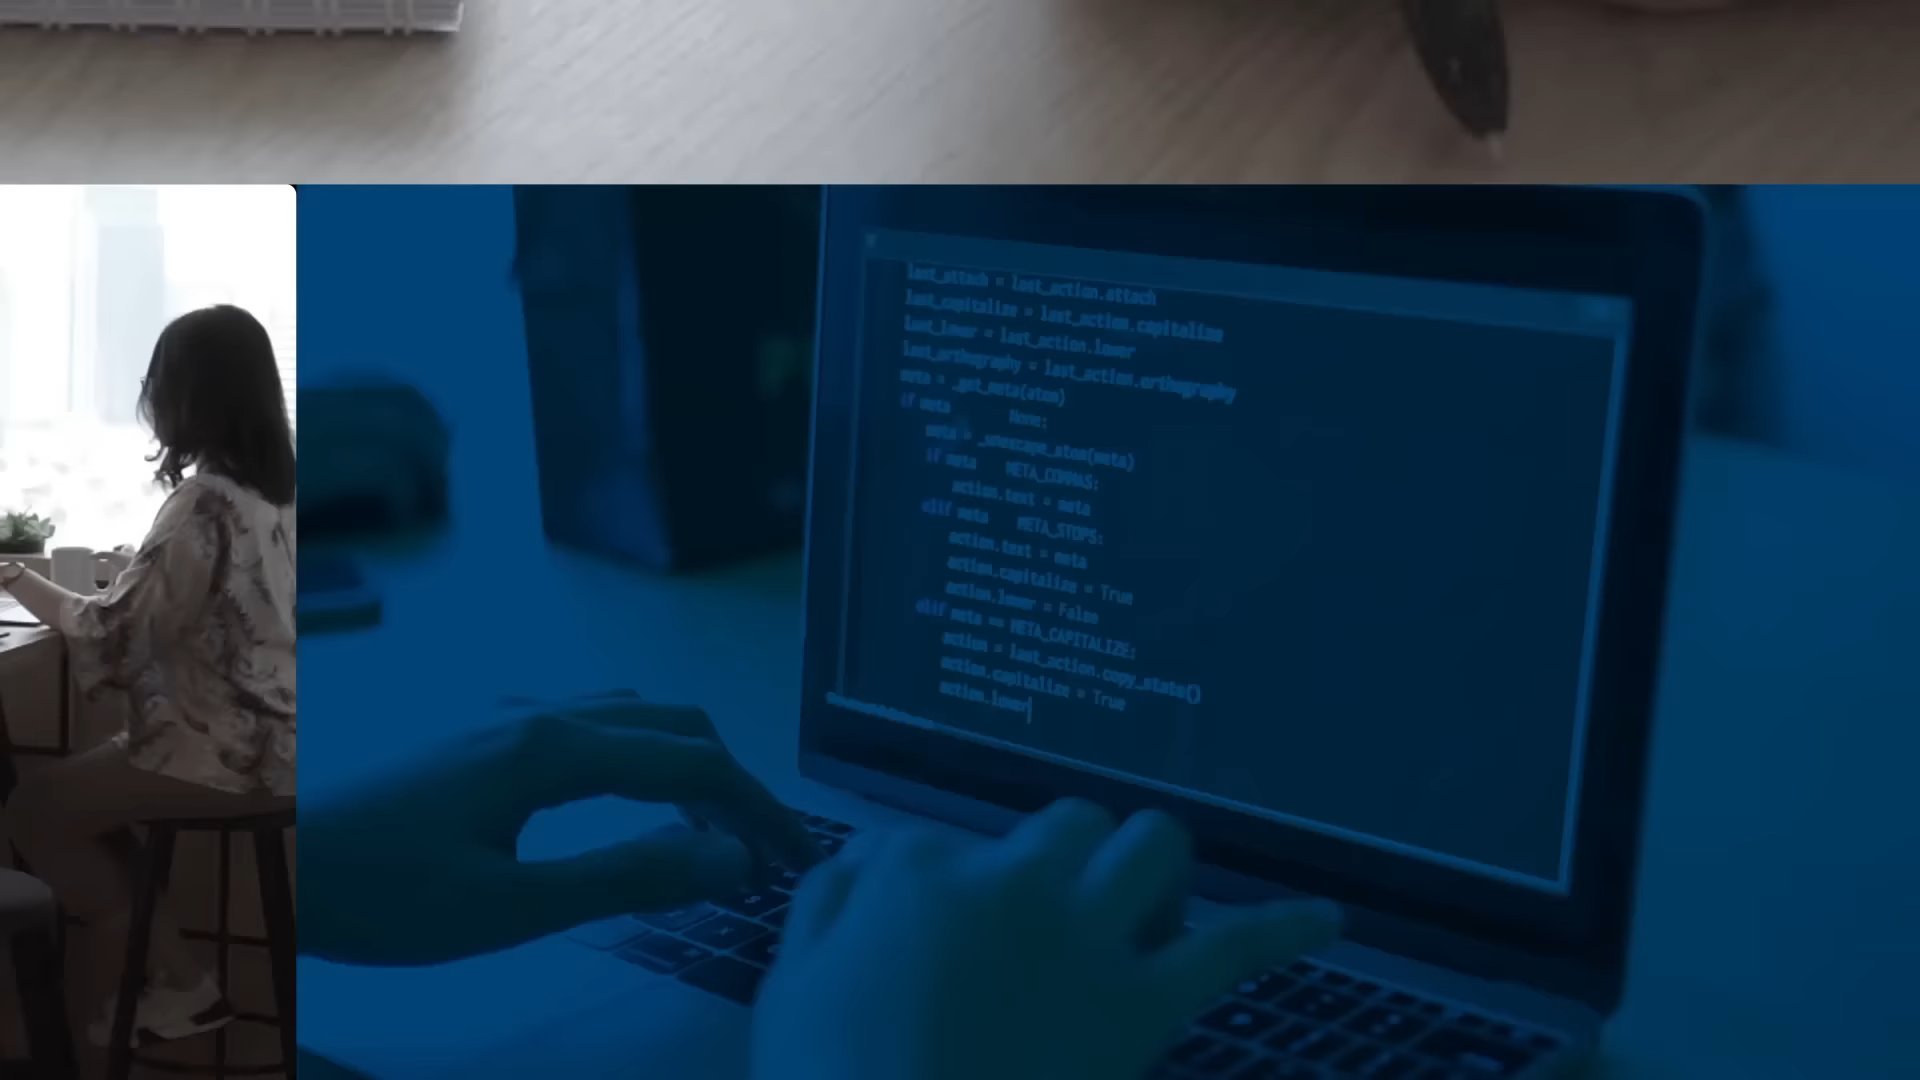 last_attach = last_action.attach
last_capitalize = last_action.capitalize
last_lower = last_action.lower
last_orthography = last_action.orthography
meta = _get_meta(atom)
if meta None:
meta = _unescape_atom(meta)
if meta META_COMMAS:
action.text = meta
elif meta META_STOPS:
action.text = meta
action.capitalize = True
action.lower = False
elif meta == META_CAPITALIZE:
action = last_action.copy_state()
action.capitalize = True
action.lower